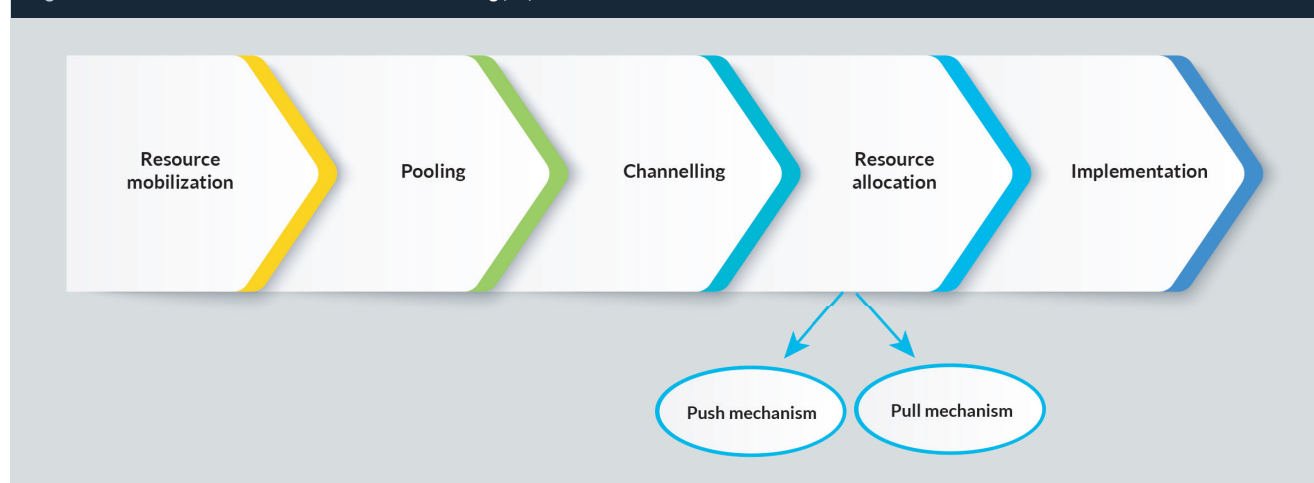 Resource
mobilization
Pooling
Channelling
Resource
allocation
Implementation
Push mechanism
Pull mechanism